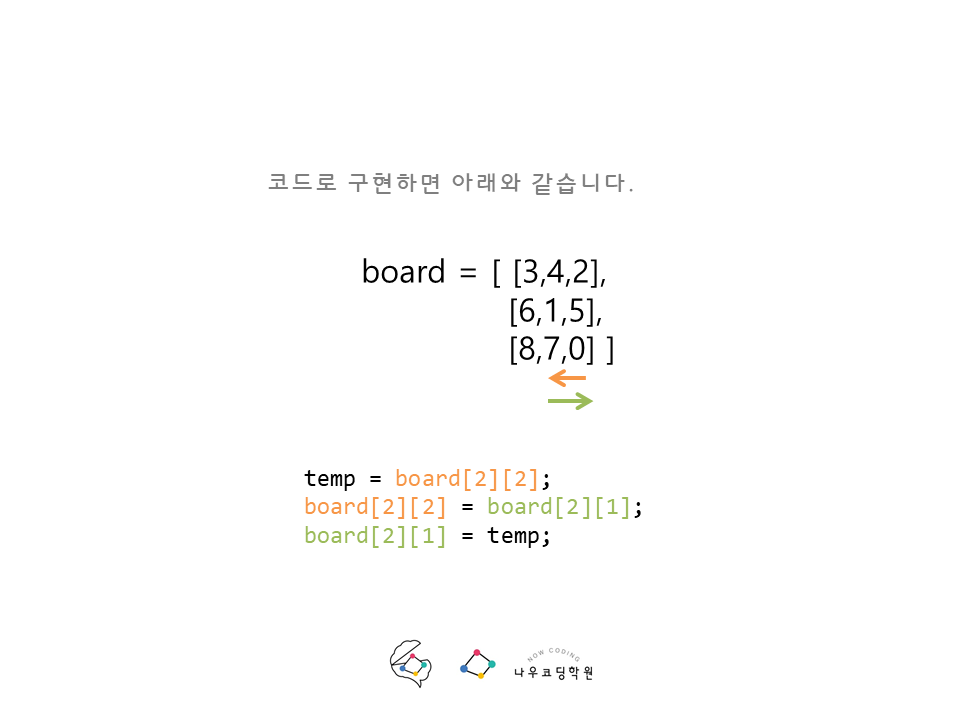 코드로 구현하면 아래와 같습니다.
board = [ [3,4,2],
[6,1,5],
[8,7,0] ]
temp = board[2][2];
board[2][2] = board[2][1];
board[2][1] = temp;
NOW CODING
나우코딩학원